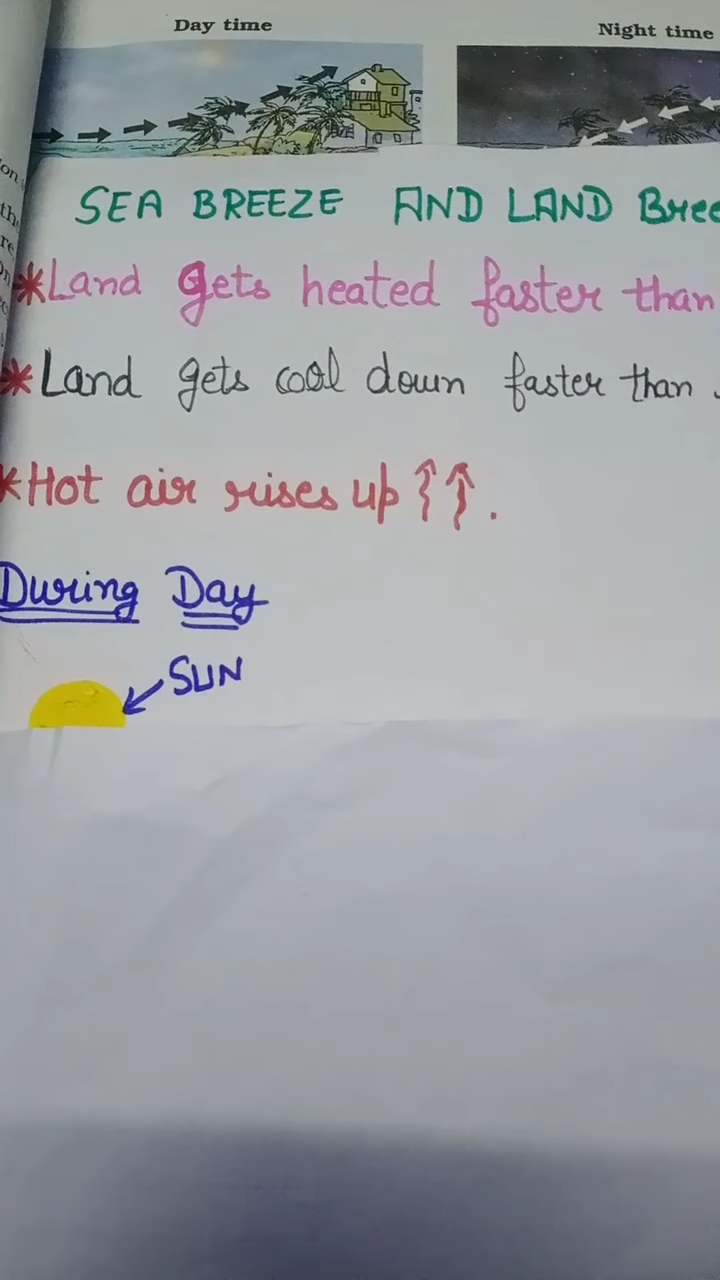 Day time
Night time
SEA BREEZE AND LAND Bree
*Land gets heated faster than
*Land gets cool down faster than
*Hot air rises up.
During Day
SUN